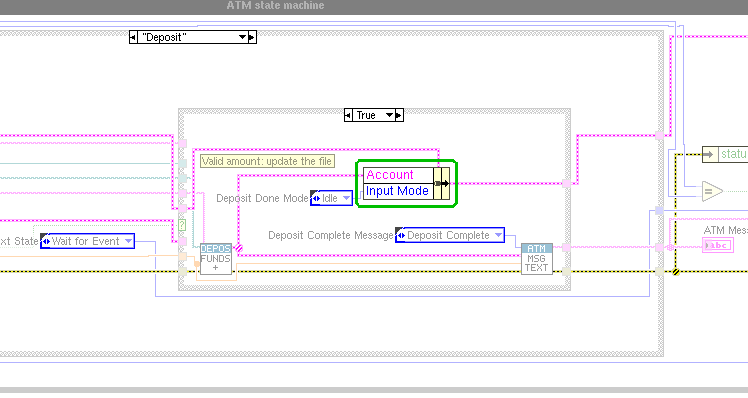 ATM state machine
"Deposit"
True
Valid amount: update the file
Account
Input Mode
Deposit Done Mode
Idle
statu
Deposit Complete Message
Deposit Complete
ATM Mess
xt State
Wait for Event
abc
DEPOS
FUNDS
+
ATM
MSG
TEXT
?
=